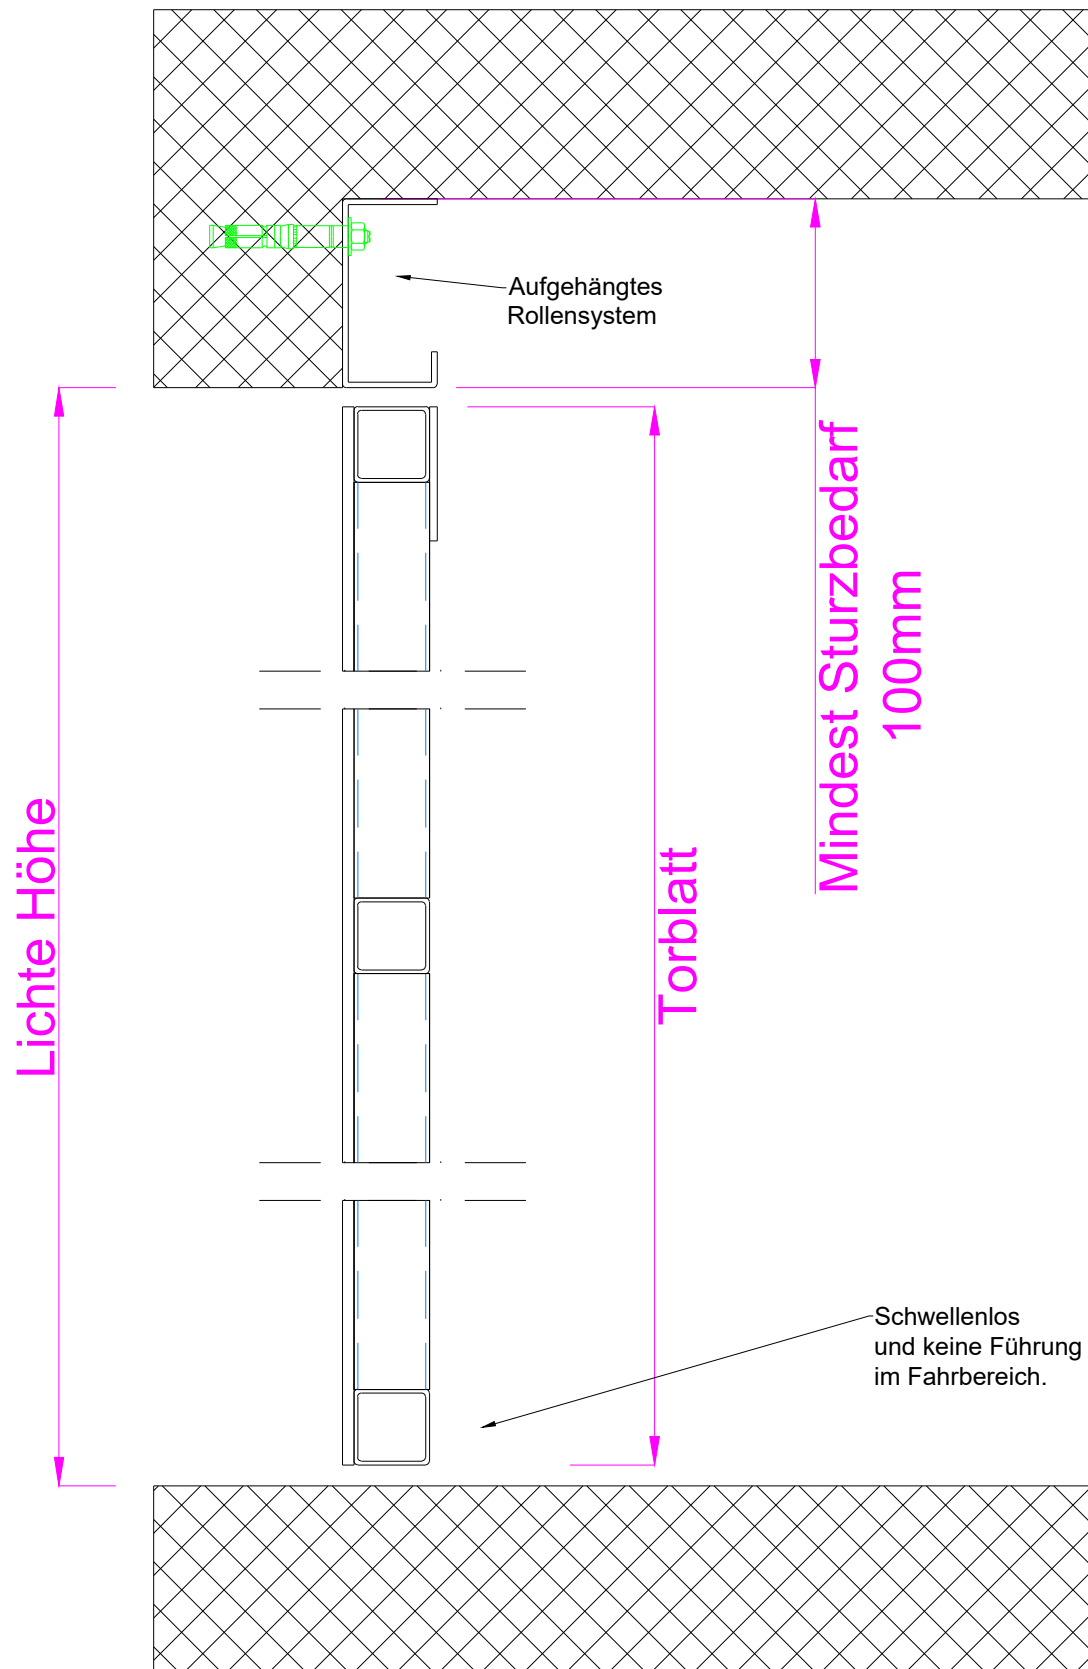 Aufgehängtes
Rollensystem
Mindest Sturzbedarf
100mm
Lichte Höhe
Torblatt
Schwellenlos
und keine Führung
im Fahrbereich.